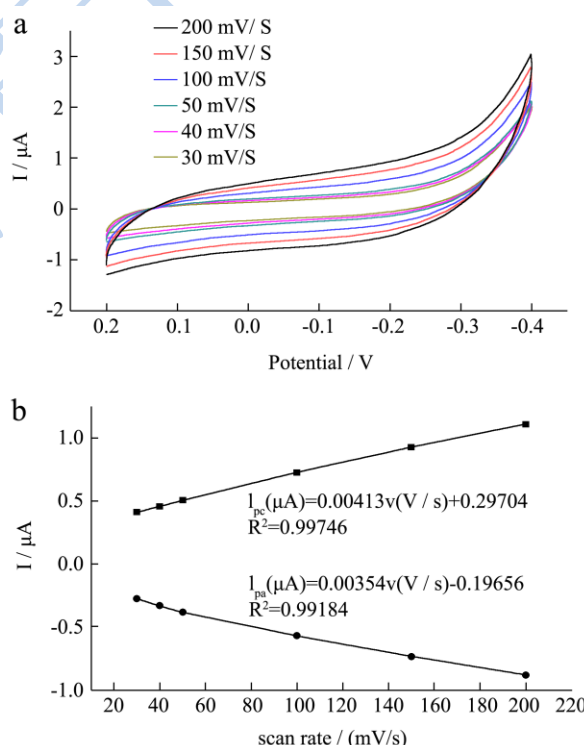 a
200 mV/ S
150 mV/ S
100 mV/S
50 mV/S
40 mV/S
30 mV/S
3
2
1
0
-1
-2
I / μA
0.2 0.1 0.0 -0.1 -0.2 -0.3 -0.4
Potential / V
b
1.0
0.5
0.0
-0.5
-1.0
I / μA
l_pc(μA)=0.00413v(V / s)+0.29704
R²=0.99746
l_pa(μA)=0.00354v(V / s)-0.19656
R²=0.99184
20 40 60 80 100 120 140 160 180 200 220
scan rate / (mV/s)